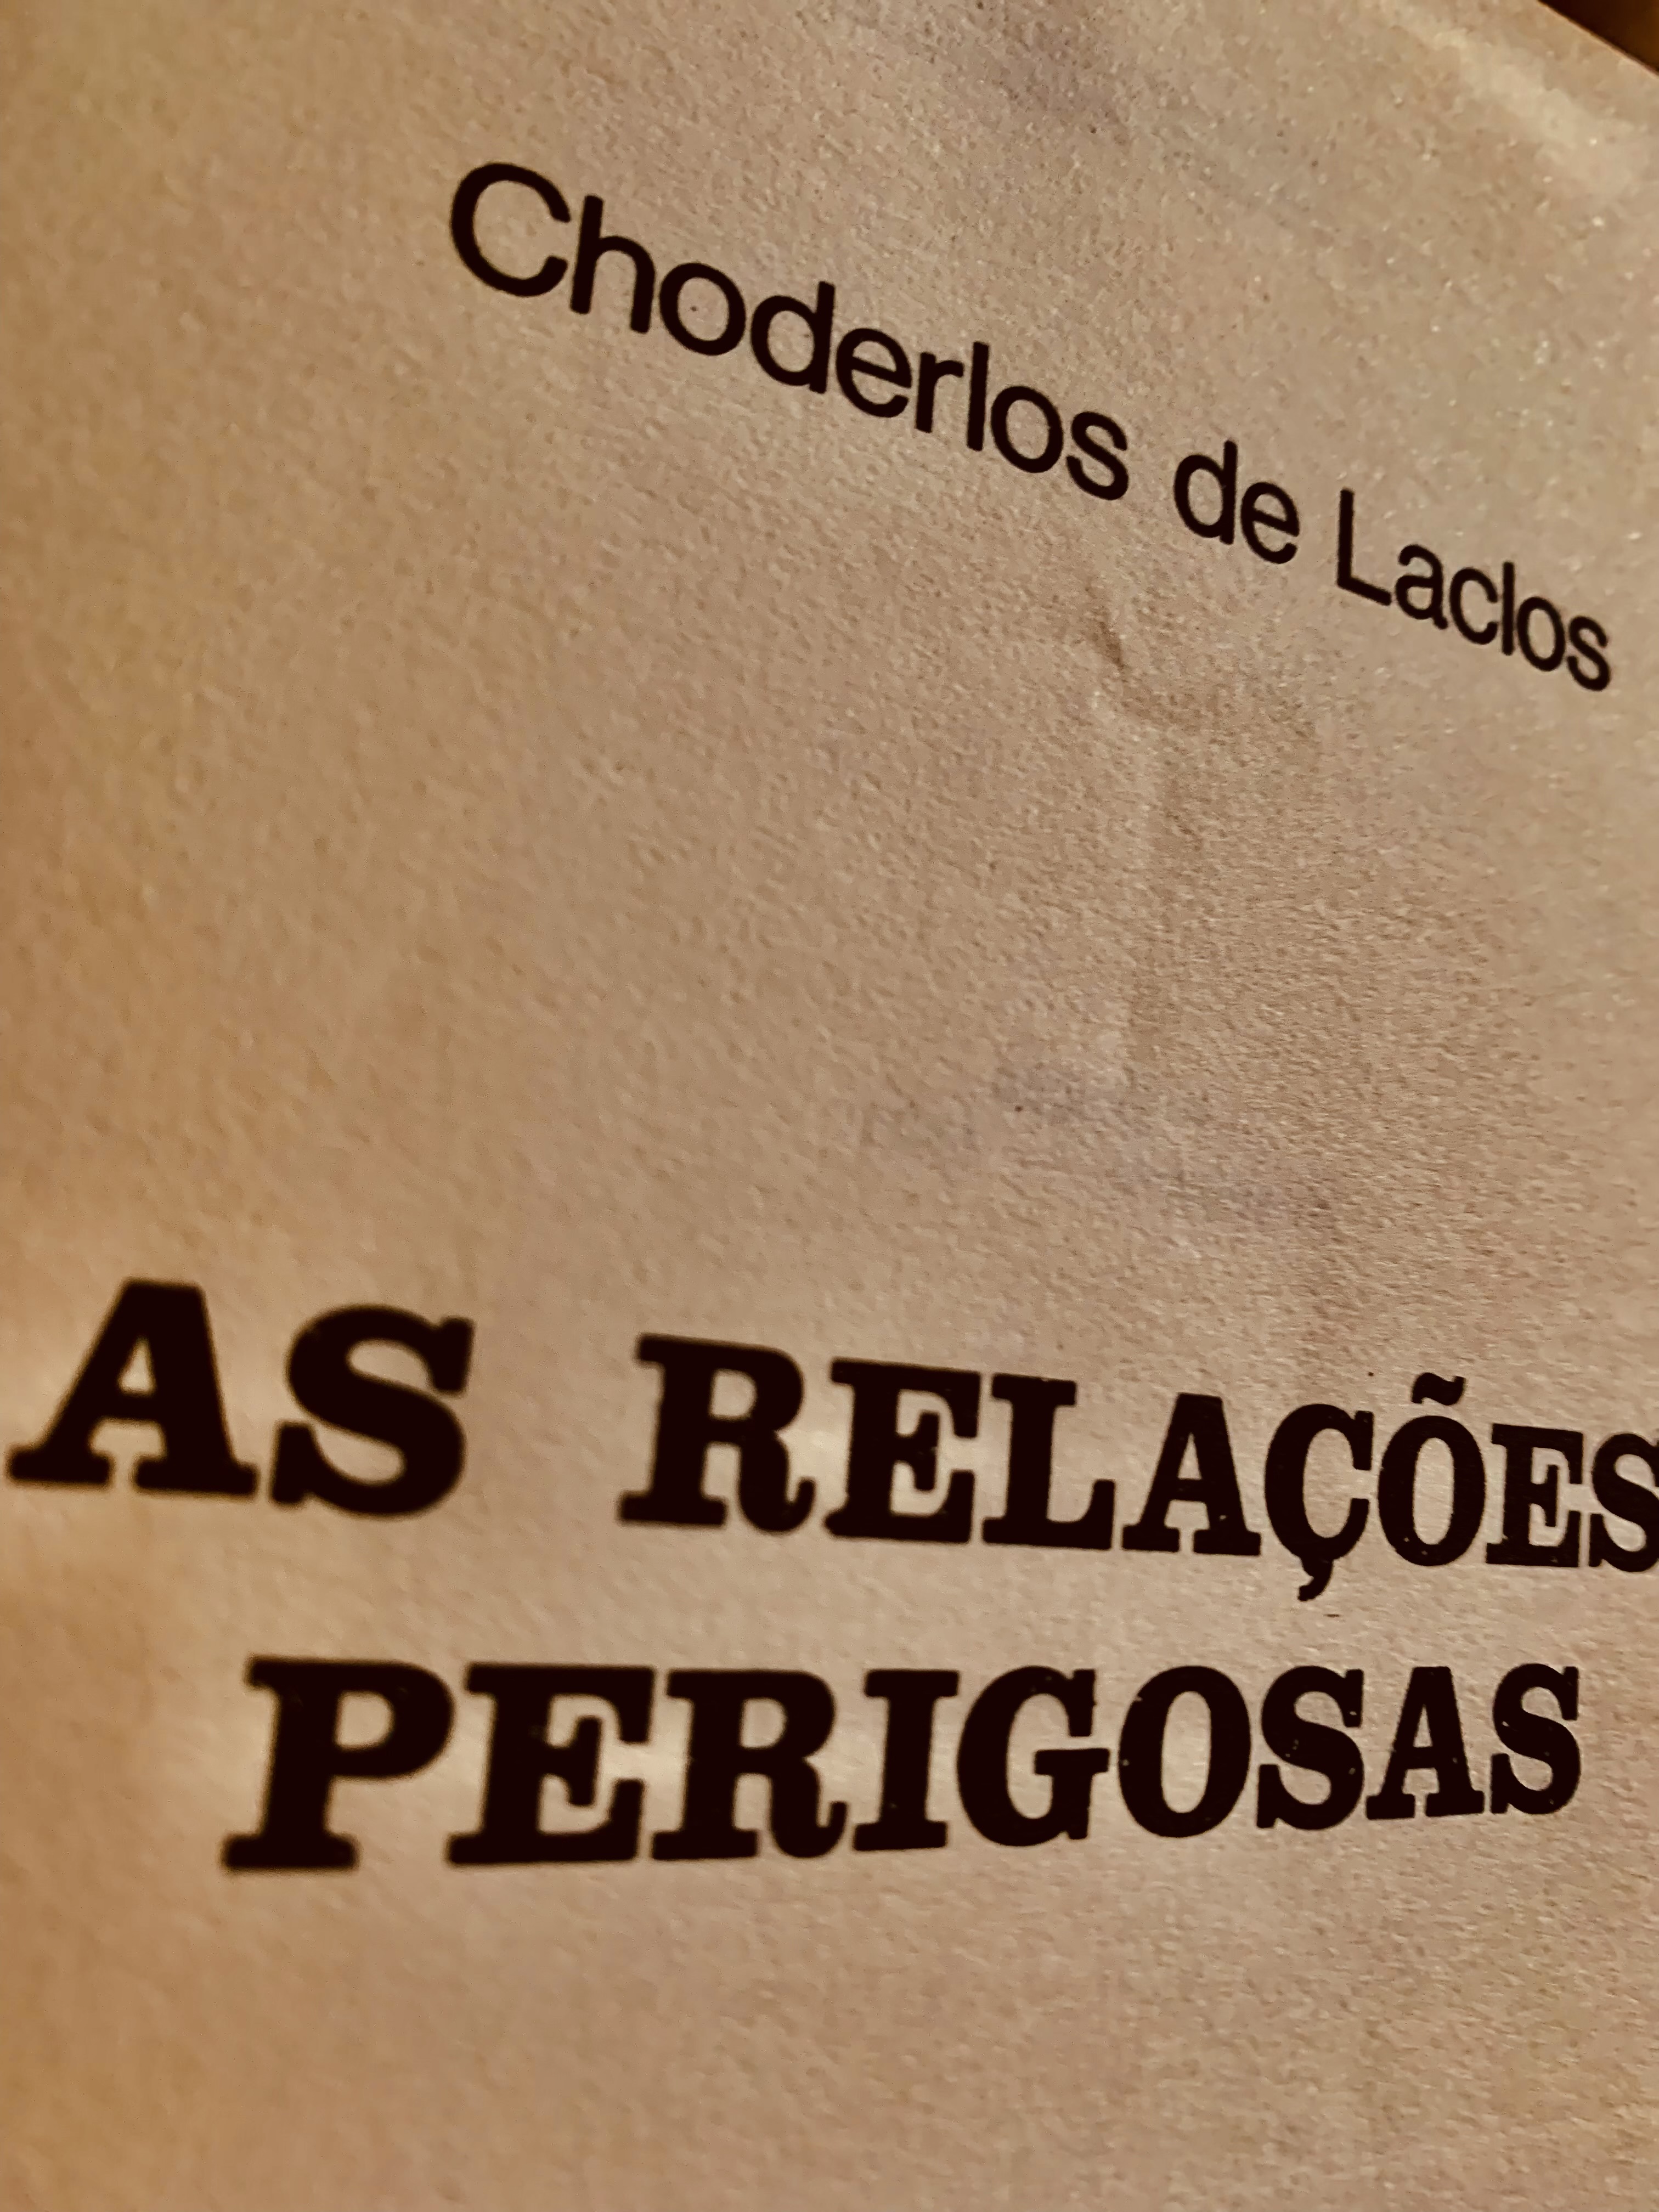 Choderlos de Laclos
AS RELAÇÕES
PERIGOSAS